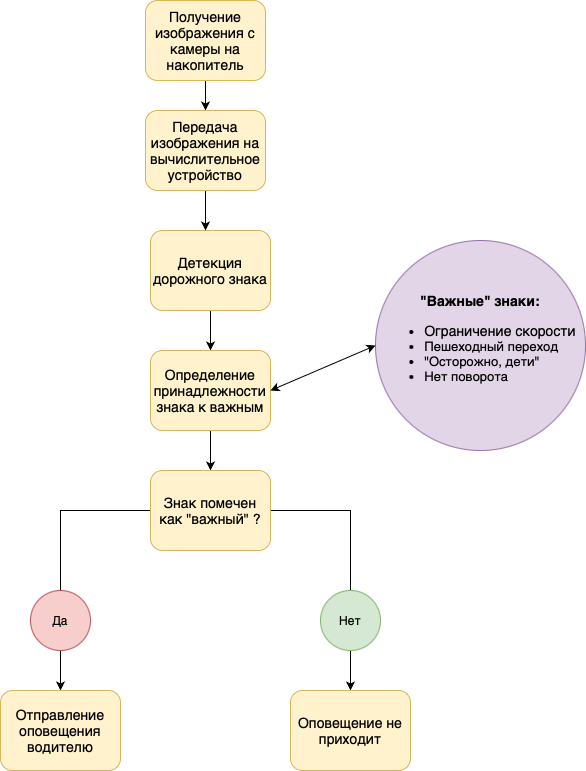 Получение
изображения с
камеры на
накопитель
Передача
изображения на
вычислительное
устройство
Детекция
дорожного знака
"Важные" знаки:
• Ограничение скорости
• Пешеходный переход
• "Осторожно, дети"
• Нет поворота
Определение
принадлежности
знака к важным
Знак помечен
как "важный" ?
Да
Нет
Отправление
оповещения
водителю
Оповещение не
приходит